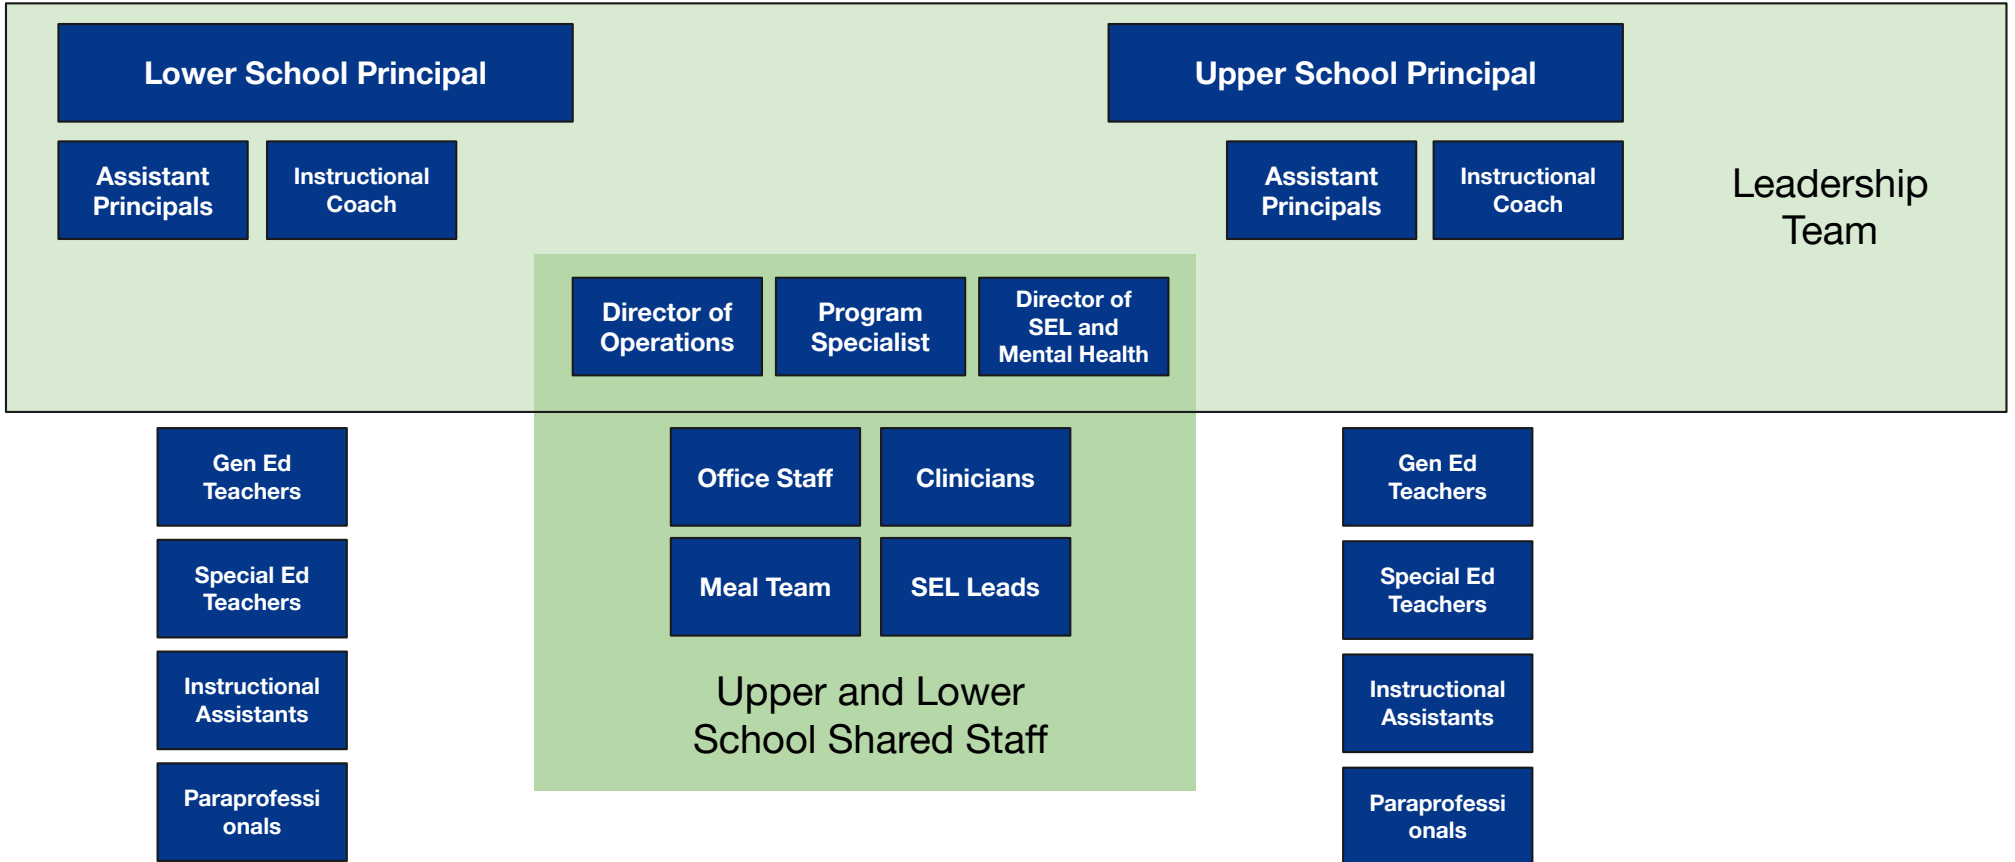 Lower School Principal
Upper School Principal
Assistant
Principals
Instructional
Coach
Assistant
Principals
Instructional
Coach
Leadership
Team
Director of
Operations
Program
Specialist
Director of
SEL and
Mental Health
Gen Ed
Teachers
Office Staff
Clinicians
Gen Ed
Teachers
Special Ed
Teachers
Meal Team
SEL Leads
Special Ed
Teachers
Instructional
Assistants
Upper and Lower
School Shared Staff
Instructional
Assistants
Paraprofessi
onals
Paraprofessi
onals